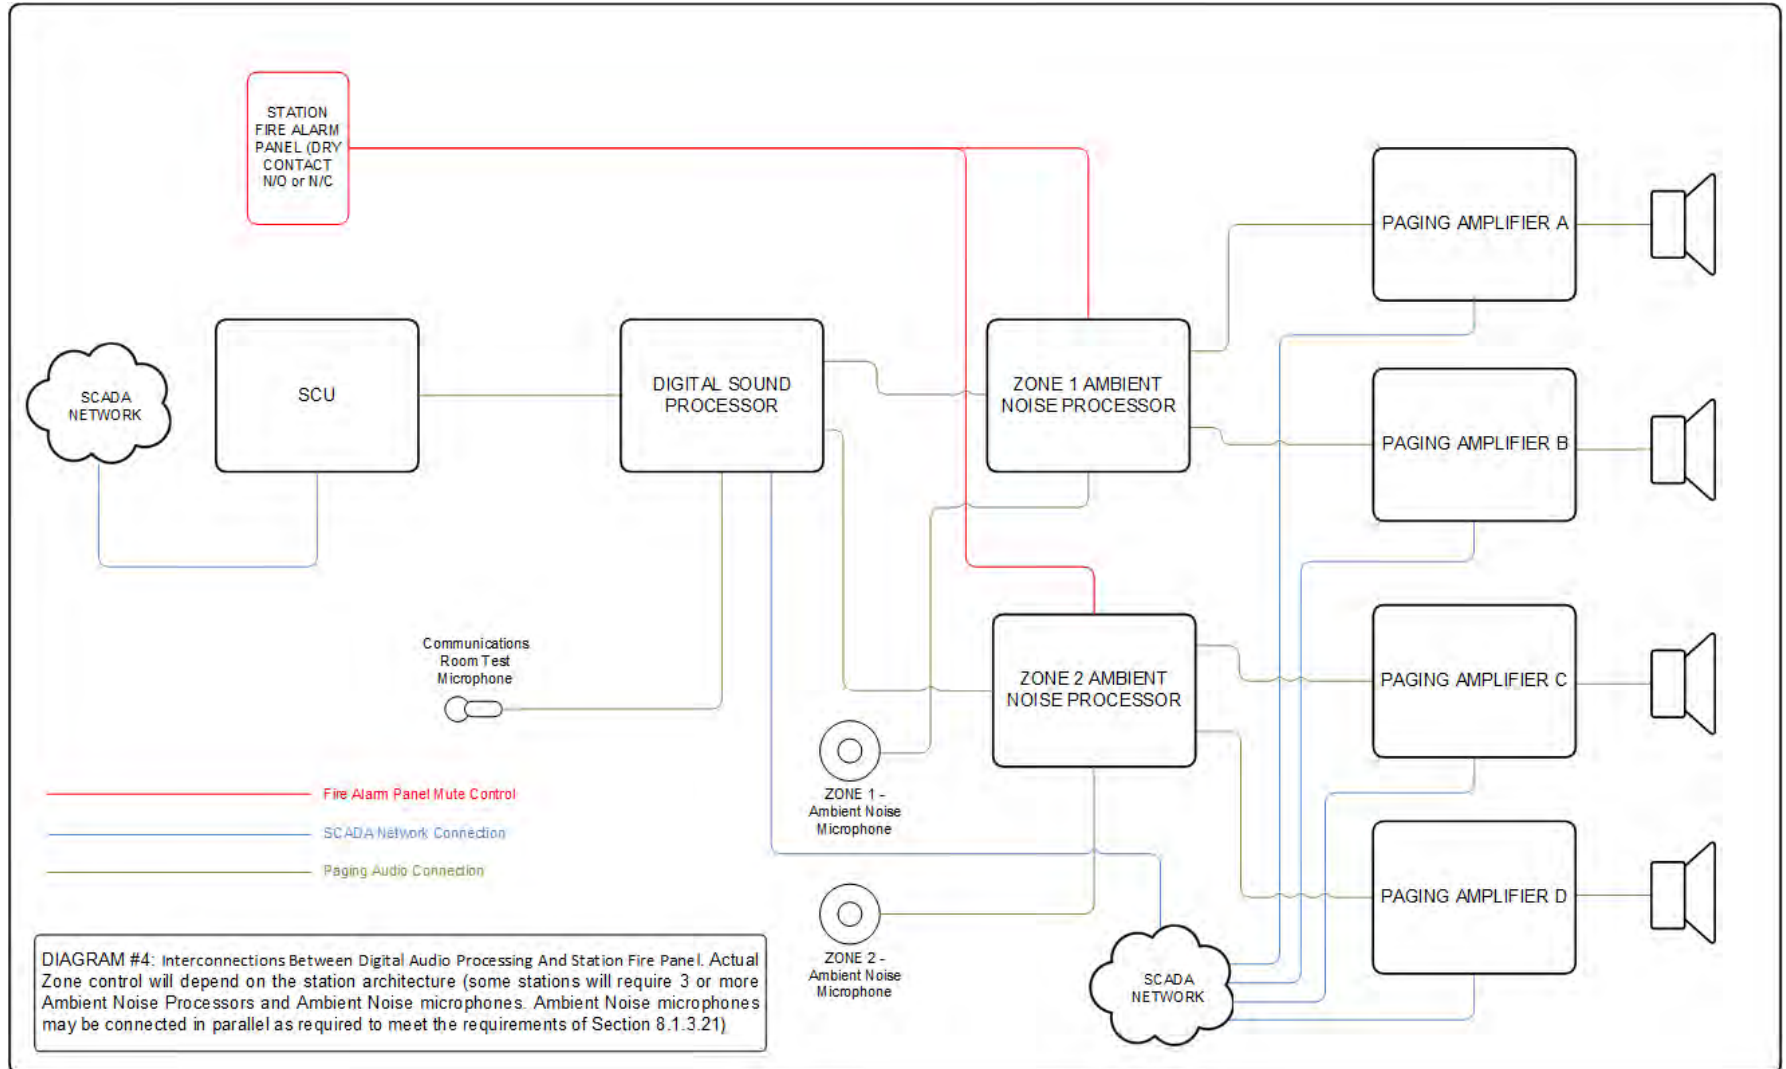 STATION
FIRE ALARM
PANEL (DRY
CONTACT
N/O or N/C
PAGING AMPLIFIER A
SCADA
NETWORK
SCU
DIGITAL SOUND
PROCESSOR
ZONE 1 AMBIENT
NOISE PROCESSOR
PAGING AMPLIFIER B
Communications
Room Test
Microphone
ZONE 2 AMBIENT
NOISE PROCESSOR
PAGING AMPLIFIER C
ZONE 1 -
Ambient Noise
Microphone
Fire Alarm Panel Mute Control
SCADA Network Connection
Paging Audio Connection
PAGING AMPLIFIER D
ZONE 2 -
Ambient Noise
Microphone
SCADA
NETWORK
DIAGRAM #4: Interconnections Between Digital Audio Processing And Station Fire Panel. Actual
Zone control will depend on the station architecture (some stations will require 3 or more
Ambient Noise Processors and Ambient Noise microphones. Ambient Noise microphones
may be connected in parallel as required to meet the requirements of Section 8.1.3.21)